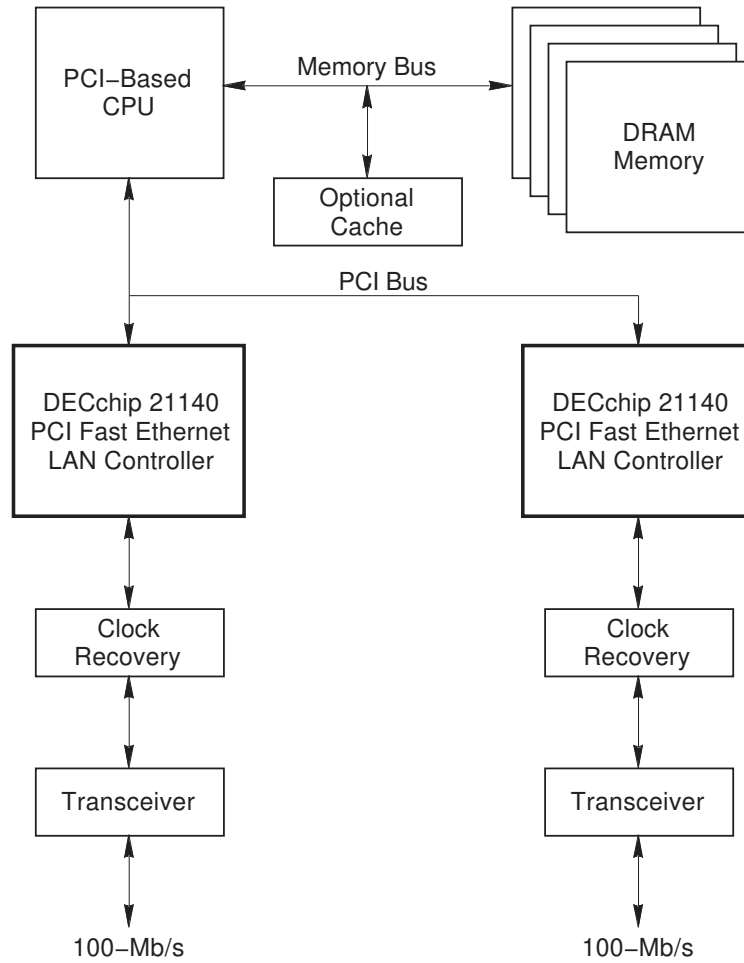 PCI−Based
CPU
Memory Bus
DRAM
Memory
Optional
Cache
PCI Bus
DECchip 21140
PCI Fast Ethernet
LAN Controller
DECchip 21140
PCI Fast Ethernet
LAN Controller
Clock
Recovery
Clock
Recovery
Transceiver
Transceiver
100−Mb/s
100−Mb/s